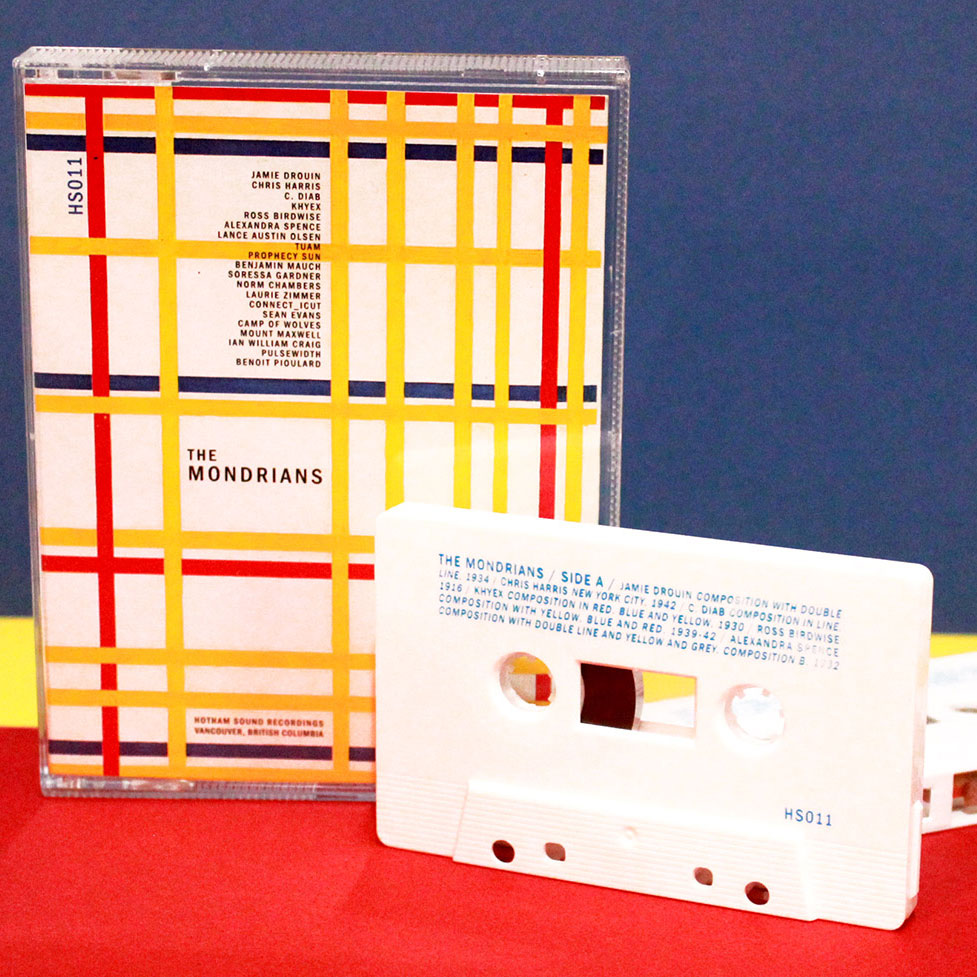 HS011
JAMIE DROUIN
CHRIS HARRIS
C. DIAB
KHYEX
ROSS BIRDWISE
ALEXANDRA SPENCE
LANCE AUSTIN OLSEN
TUAM
PROPHECY SUN
BENJAMIN MAUCH
SORESSA GARDNER
NORM CHAMBERS
LAURIE ZIMMER
CONNECT_ICUT
SEAN EVANS
CAMP OF WOLVES
MOUNT MAXWELL
IAN WILLIAM CRAIG
PULSEWIDTH
BENOIT PIOULARD
THE
MONDRIANS
HOTHAM SOUND RECORDINGS
VANCOUVER, BRITISH COLUMBIA
THE MONDRIANS / SIDE A / JAMIE DROUIN COMPOSITION WITH DOUBLE
LINE, 1934 / CHRIS HARRIS NEW YORK CITY, 1942 / C. DIAB COMPOSITION IN LINE
1916 / KHYEX COMPOSITION IN RED, BLUE AND YELLOW, 1930 / ROSS BIRDWISE
COMPOSITION WITH YELLOW, BLUE AND RED, 1939-42 / ALEXANDRA SPENCE
COMPOSITION WITH DOUBLE LINE AND YELLOW AND GREY, COMPOSITION B, 1932
HS011